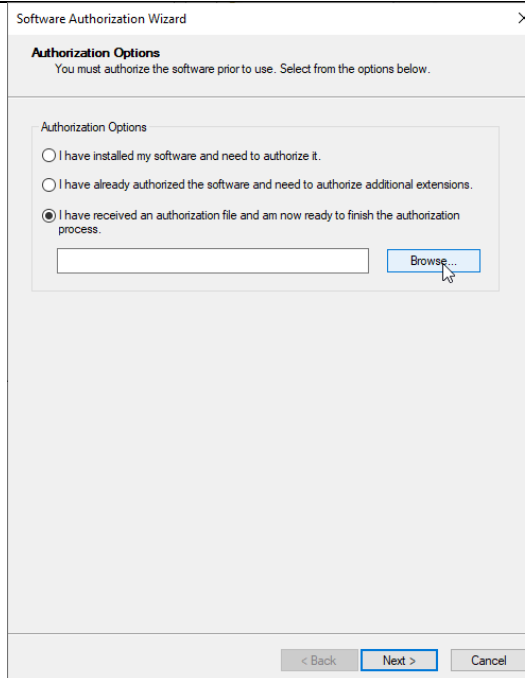 Software Authorization Wizard
Authorization Options
You must authorize the software prior to use. Select from the options below.
Authorization Options
I have installed my software and need to authorize it.
I have already authorized the software and need to authorize additional extensions.
I have received an authorization file and am now ready to finish the authorization
process.
Browse...
< Back Next > Cancel